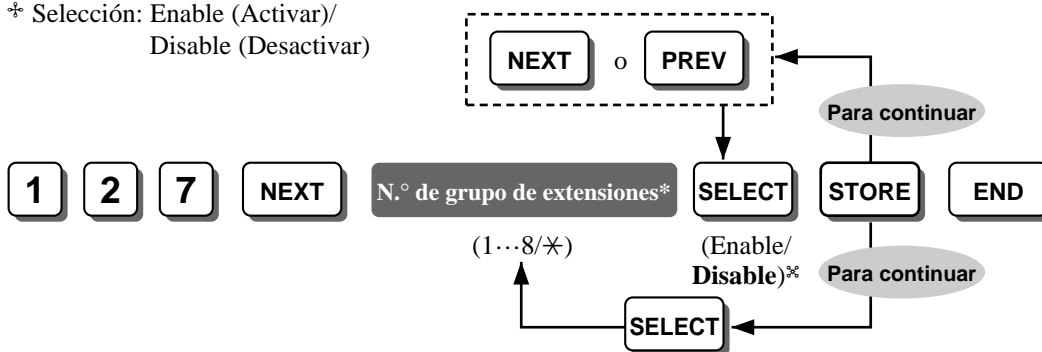 ✢ Selección: Enable (Activar)/
Disable (Desactivar)
NEXT o PREV
Para continuar
1 2 7 NEXT N.° de grupo de extensiones* SELECT STORE END
(1···8/✳) (Enable/
Disable)✻ Para continuar
SELECT